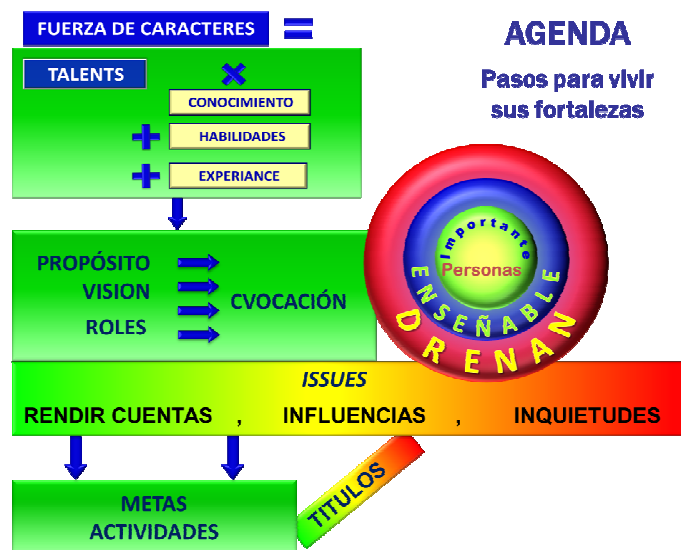 FUERZA DE CARACTERES =
AGENDA
Pasos para vivir
sus fortalezas
TALENTS ×
CONOCIMIENTO
+ HABILIDADES
+ EXPERIANCE
PROPÓSITO
VISION
CVOCACIÓN
ROLES
Importante
Personas
ENSEÑABLE
DRENAN
ISSUES
RENDIR CUENTAS , INFLUENCIAS , INQUIETUDES
TITULOS
METAS
ACTIVIDADES